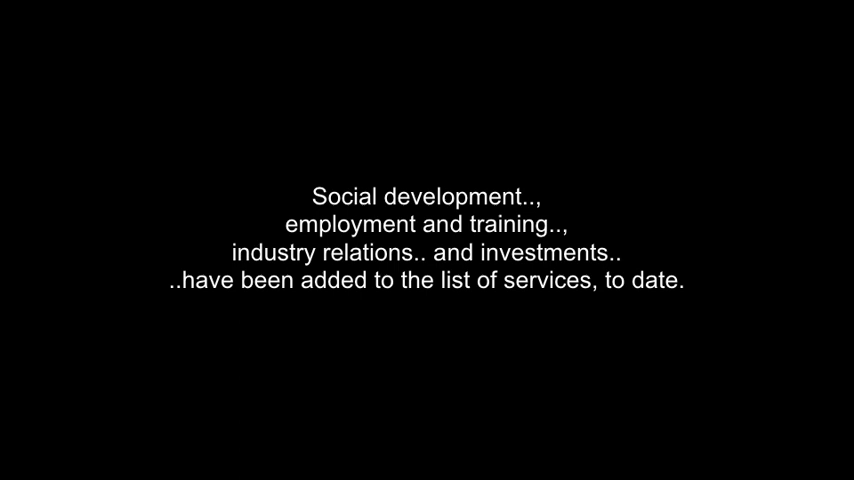 Social development..,
employment and training..,
industry relations.. and investments..
..have been added to the list of services, to date.